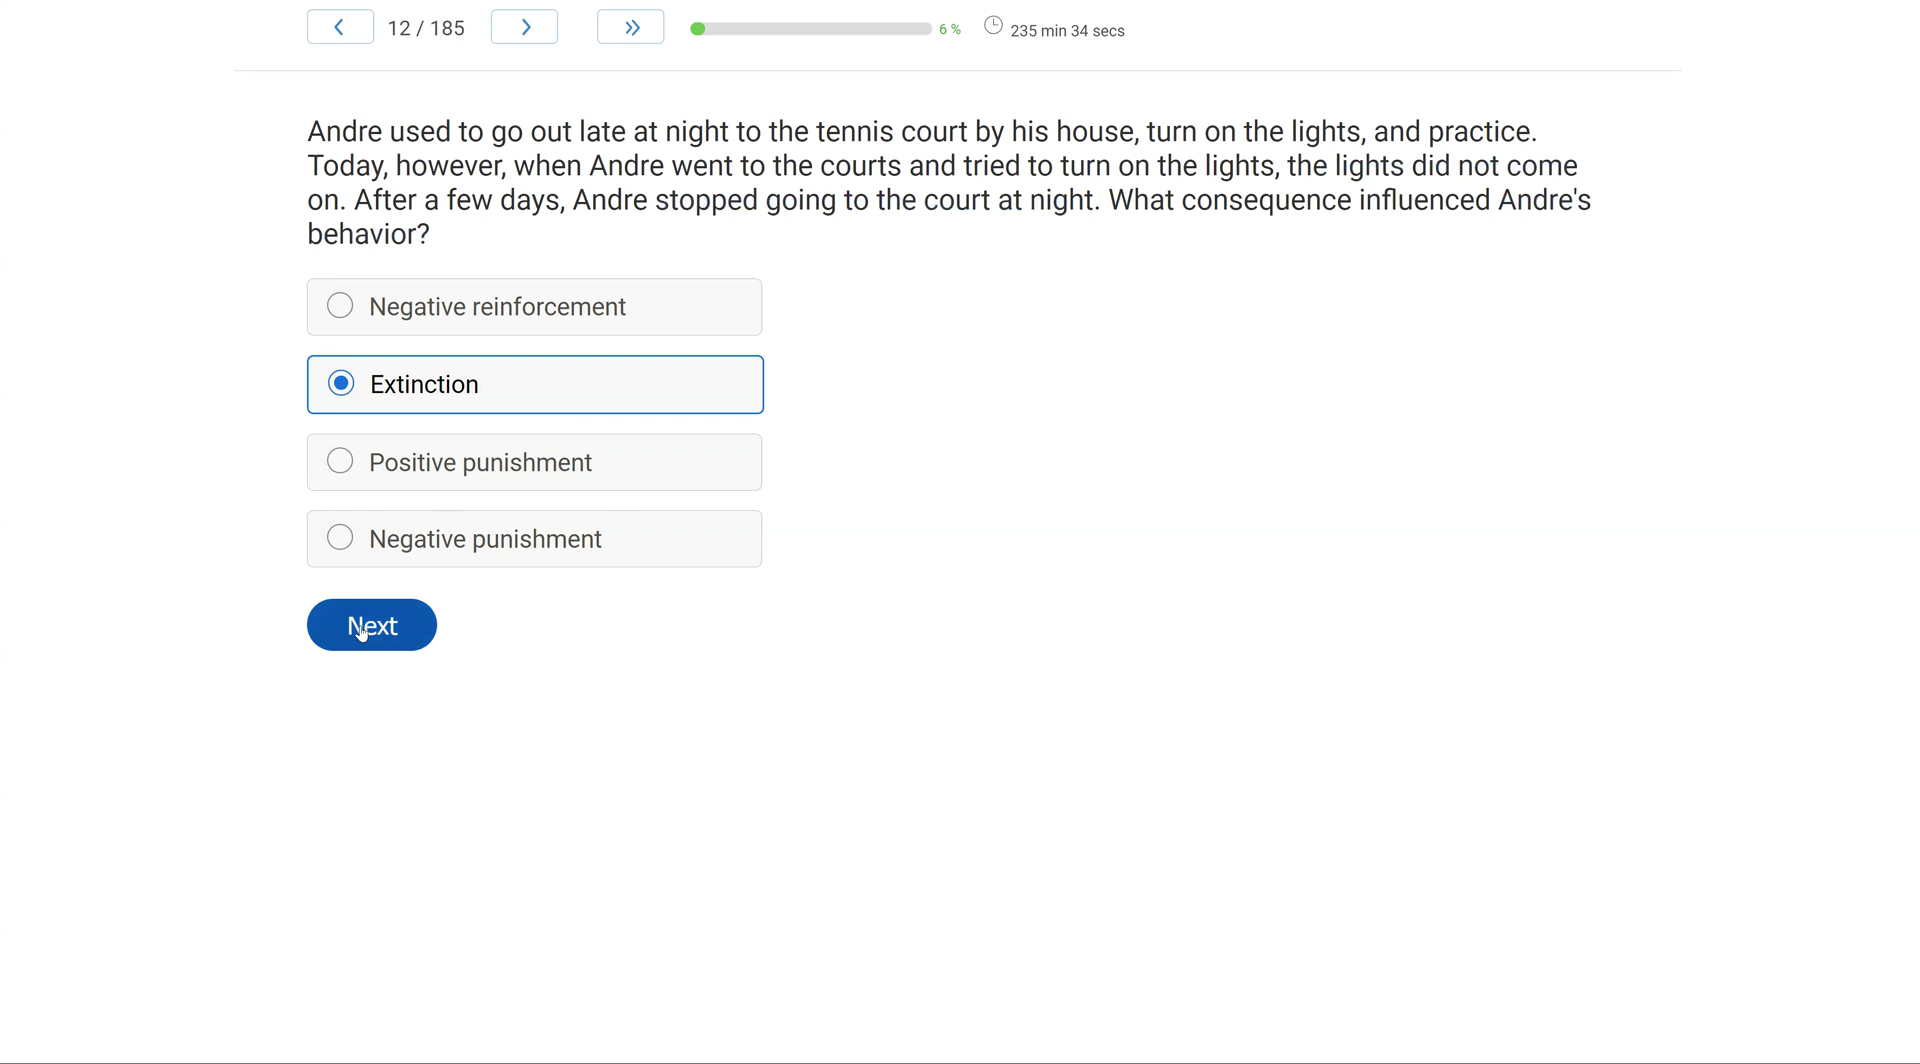 12 / 185
6 %
235 min 34 secs
Andre used to go out late at night to the tennis court by his house, turn on the lights, and practice.
Today, however, when Andre went to the courts and tried to turn on the lights, the lights did not come
on. After a few days, Andre stopped going to the court at night. What consequence influenced Andre's
behavior?
Negative reinforcement
Extinction
Positive punishment
Negative punishment
Next